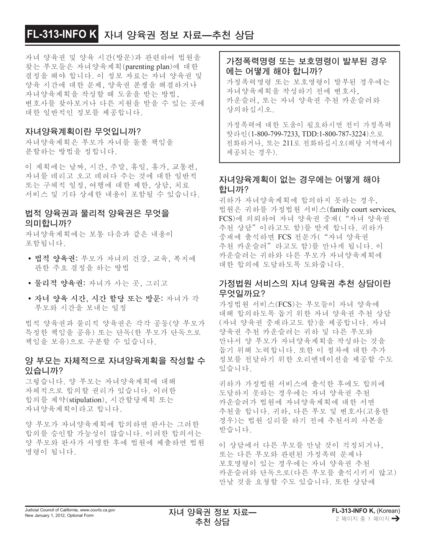 FL-313-INFO K 자녀 양육권 정보 자료—추천 상담
자녀 양육권 및 양육 시간(방문)과 관련하여 법원을
찾는 부모들은 자녀양육계획(parenting plan)에 대한
결정을 해야 합니다. 이 정보 자료는 자녀 양육권 및
양육 시간에 대한 문제, 양육권 분쟁을 해결하거나
자녀양육계획을 작성할 때 도움을 받는 방법,
변호사를 찾아보거나 다른 지원을 받을 수 있는 곳에
대한 일반적인 정보를 제공합니다.
자녀양육계획이란 무엇입니까?
자녀양육계획은 부모가 자녀를 돌볼 책임을
분할하는 방법을 정합니다.
이 계획에는 날짜, 시간, 주말, 휴일, 휴가, 교통편,
자녀를 데리고 오고 데려다 주는 것에 대한 일반적
또는 구체적 일정, 여행에 대한 제한, 상담, 치료
서비스 및 기타 상세한 내용이 포함될 수 있습니다.
법적 양육권과 물리적 양육권은 무엇을
의미합니까?
자녀양육계획에는 보통 다음과 같은 내용이
포함됩니다.
• 법적 양육권: 부모가 자녀의 건강, 교육, 복지에
관한 주요 결정을 하는 방법
• 물리적 양육권: 자녀가 사는 곳, 그리고
• 자녀 양육 시간, 시간 할당 또는 방문: 자녀가 각
부모와 시간을 보내는 일정
법적 양육권과 물리적 양육권은 각각 공동(양 부모가
특정한 책임을 공유) 또는 단독(한 부모가 단독으로
책임을 보유)으로 구분할 수 있습니다.
양 부모는 자체적으로 자녀양육계획을 작성할 수
있습니까?
그렇습니다. 양 부모는 자녀양육계획에 대해
자체적으로 합의할 권리가 있습니다. 이러한
합의를 계약(stipulation), 시간할당계획 또는
자녀양육계획이라고 합니다.
양 부모가 자녀양육계획에 합의하면 판사는 그러한
합의를 승인할 가능성이 많습니다. 이러한 합의서는
양 부모와 판사가 서명한 후에 법원에 제출하면 법원
명령이 됩니다.
가정폭력명령 또는 보호명령이 발부된 경우
에는 어떻게 해야 합니까?
가정폭력명령 또는 보호명령이 발부된 경우에는
자녀양육계획을 작성하기 전에 변호사,
카운슬러, 또는 자녀 양육권 추천 카운슬러와
상의하십시오.
가정폭력에 대한 도움이 필요하시면 전미 가정폭력
핫라인(1-800-799-7233, TDD:1-800-787-3224)으로
전화하거나, 또는 211로 전화하십시오(해당 지역에서
제공되는 경우).
자녀양육계획이 없는 경우에는 어떻게 해야
합니까?
귀하가 자녀양육계획에 합의하지 못하는 경우,
법원은 귀하를 가정법원 서비스(family court services,
FCS)에 의뢰하여 자녀 양육권 중재( “자녀 양육권
추천 상담” 이라고도 함)를 받게 합니다. 귀하가
중재에 출석하면 FCS 전문가( “자녀 양육권
추천 카운슬러” 라고도 함)를 만나게 됩니다. 이
카운슬러는 귀하와 다른 부모가 자녀양육계획에
대한 합의에 도달하도록 도와줍니다.
가정법원 서비스의 자녀 양육권 추천 상담이란
무엇일까요?
가정법원 서비스(FCS)는 부모들이 자녀 양육에
대해 합의하도록 돕기 위한 자녀 양육권 추천 상담
(자녀 양육권 중재라고도 함)을 제공합니다. 자녀
양육권 추천 카운슬러는 귀하 및 다른 부모와
만나서 양 부모가 자녀양육계획을 작성하는 것을
돕기 위해 노력합니다. 또한 이 절차에 대한 추가
정보를 전달하기 위한 오리엔테이션을 제공할 수도
있습니다.
귀하가 가정법원 서비스에 출석한 후에도 합의에
도달하지 못하는 경우에는 자녀 양육권 추천
카운슬러가 법원에 자녀양육계획에 대한 서면
추천을 합니다. 귀하, 다른 부모 및 변호사(고용한
경우)는 법원 심리를 하기 전에 추천서의 사본을
받습니다.
이 상담에서 다른 부모를 만날 것이 걱정되거나,
또는 다른 부모와 관련된 가정폭력 문제나
보호명령이 있는 경우에는 자녀 양육권 추천
카운슬러와 단독으로(다른 부모를 출석시키지 않고)
만날 것을 요청할 수도 있습니다. 또한 상담에
Judicial Council of California, www.courts.ca.gov
New January 1, 2012, Optional Form
자녀 양육권 정보 자료—
추천 상담
FL-313-INFO K, (Korean)
2 페이지 중 1 페이지 →